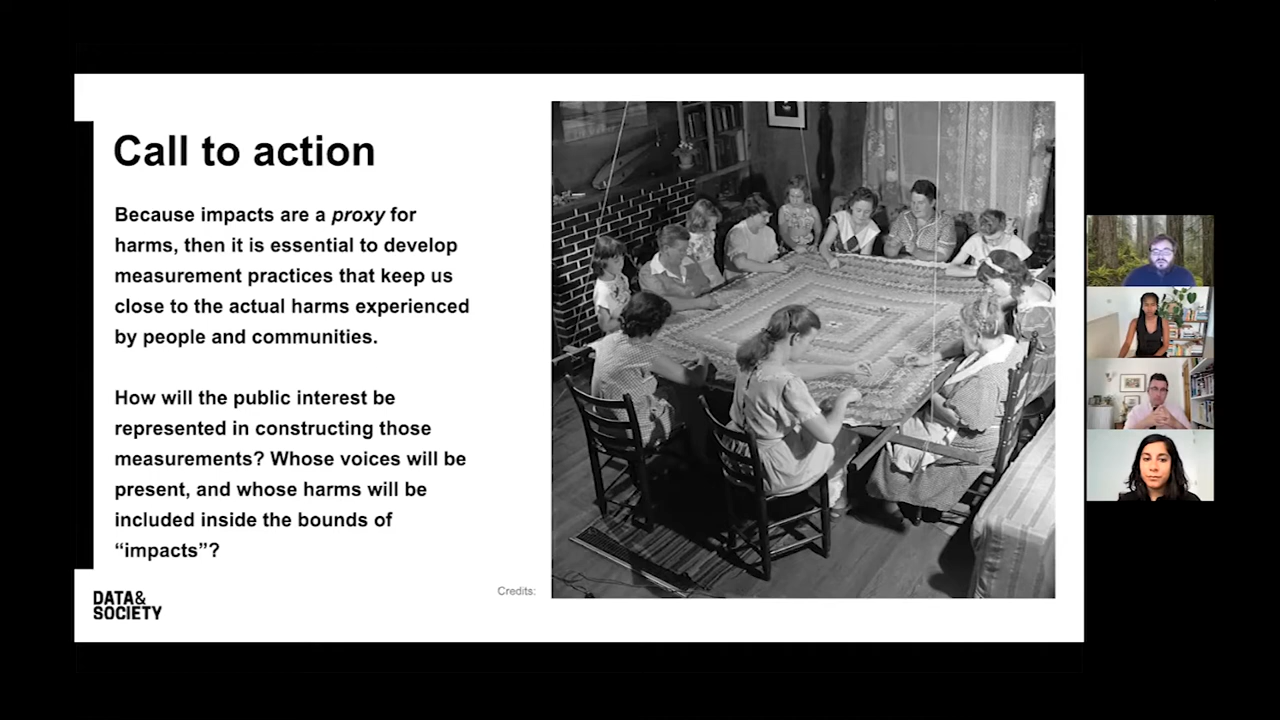 Call to action
Because impacts are a proxy for
harms, then it is essential to develop
measurement practices that keep us
close to the actual harms experienced
by people and communities.
How will the public interest be
represented in constructing those
measurements? Whose voices will be
present, and whose harms will be
included inside the bounds of
“impacts”?
Credits:
DATA&
SOCIETY